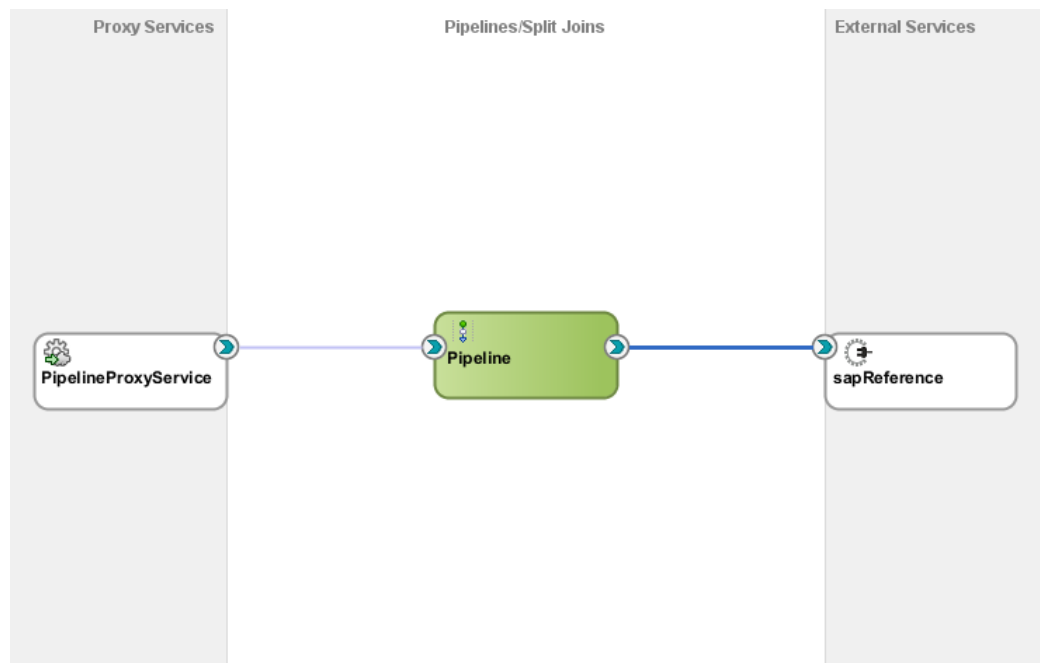 Proxy Services
Pipelines/Split Joins
External Services
PipelineProxyService
Pipeline
sapReference